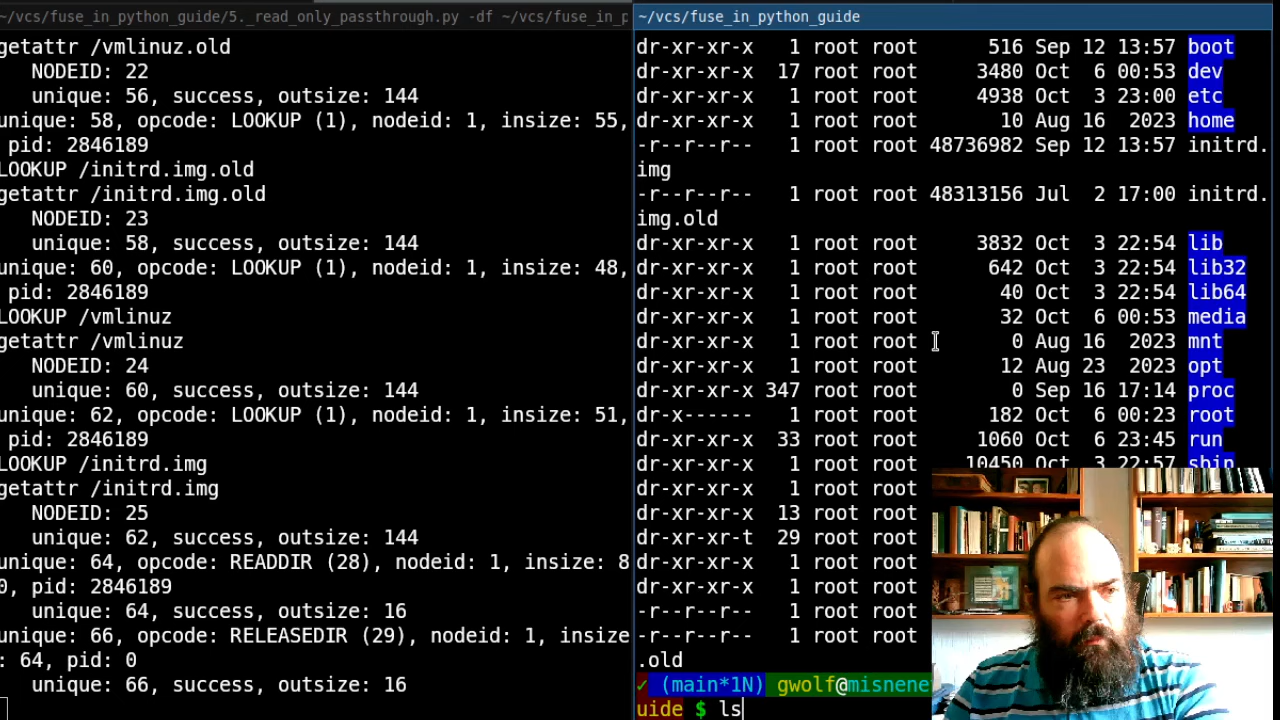 ~/vcs/fuse_in_python_guide/5._read_only_passthrough.py -df ~/vcs/fuse_in_p
getattr /vmlinuz.old
NODEID: 22
unique: 56, success, outsize: 144
unique: 58, opcode: LOOKUP (1), nodeid: 1, insize: 55,
pid: 2846189
LOOKUP /initrd.img.old
getattr /initrd.img.old
NODEID: 23
unique: 58, success, outsize: 144
unique: 60, opcode: LOOKUP (1), nodeid: 1, insize: 48,
pid: 2846189
LOOKUP /vmlinuz
getattr /vmlinuz
NODEID: 24
unique: 60, success, outsize: 144
unique: 62, opcode: LOOKUP (1), nodeid: 1, insize: 51,
pid: 2846189
LOOKUP /initrd.img
getattr /initrd.img
NODEID: 25
unique: 62, success, outsize: 144
unique: 64, opcode: READDIR (28), nodeid: 1, insize: 8
0, pid: 2846189
unique: 64, success, outsize: 16
unique: 66, opcode: RELEASEDIR (29), nodeid: 1, insize
: 64, pid: 0
unique: 66, success, outsize: 16
~/vcs/fuse_in_python_guide
dr-xr-xr-x 1 root root 516 Sep 12 13:57 boot
dr-xr-xr-x 17 root root 3480 Oct 6 00:53 dev
dr-xr-xr-x 1 root root 4938 Oct 3 23:00 etc
dr-xr-xr-x 1 root root 10 Aug 16 2023 home
-r--r--r-- 1 root root 48736982 Sep 12 13:57 initrd.
img
-r--r--r-- 1 root root 48313156 Jul 2 17:00 initrd.
img.old
dr-xr-xr-x 1 root root 3832 Oct 3 22:54 lib
dr-xr-xr-x 1 root root 642 Oct 3 22:54 lib32
dr-xr-xr-x 1 root root 40 Oct 3 22:54 lib64
dr-xr-xr-x 1 root root 32 Oct 6 00:53 media
dr-xr-xr-x 1 root root 0 Aug 16 2023 mnt
dr-xr-xr-x 1 root root 12 Aug 23 2023 opt
dr-xr-xr-x 347 root root 0 Sep 16 17:14 proc
dr-x------ 1 root root 182 Oct 6 00:23 root
dr-xr-xr-x 33 root root 1060 Oct 6 23:45 run
dr-xr-xr-x 1 root root 10450 Oct 3 22:57 sbin
dr-xr-xr-x 1 root root
dr-xr-xr-x 13 root root
dr-xr-xr-t 29 root root
dr-xr-xr-x 1 root root
dr-xr-xr-x 1 root root
-r--r--r-- 1 root root
-r--r--r-- 1 root root
.old
✓ (main*1N) gwolf@misnene
uide $ ls